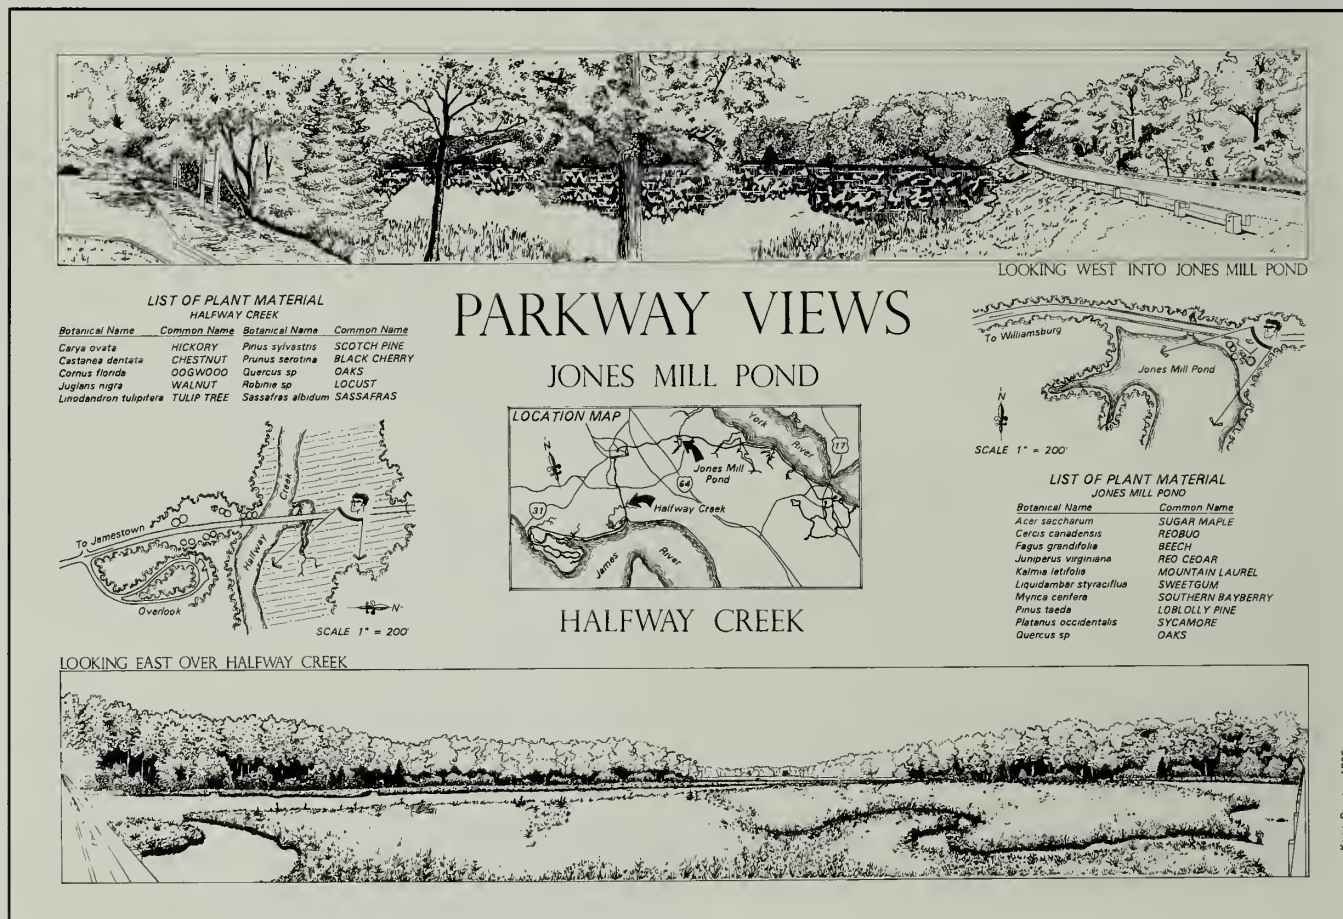 LOOKING WEST INTO JONES MILL POND
PARKWAY VIEWS
JONES MILL POND
LIST OF PLANT MATERIAL
HALFWAY CREEK
Botanical Name Common Name Botanical Name Common Name
Carya ovata HICKORY Pinus sylvestris SCOTCH PINE
Castanea dentata CHESTNUT Prunus serotina BLACK CHERRY
Cornus florida OOGWOOO Quercus sp OAKS
Juglans nigra WALNUT Robinie sp LOCUST
Linodandron tulipifera TULIP TREE Sassafras albidum SASSAFRAS
To Jamestown
Halfway Creek
Overlook
N
SCALE 1" = 200'
LOCATION MAP
N
York River
17
Jones Mill Pond
64
31
Halfway Creek
James River
HALFWAY CREEK
To Williamsburg
Jones Mill Pond
N
SCALE 1" = 200'
LIST OF PLANT MATERIAL
JONES MILL PONO
Botanical Name Common Name
Acer saccharum SUGAR MAPLE
Cercis canadensis REOBUO
Fagus grandifolia BEECH
Juniperus virginiana REO CEOAR
Kalmia letifolia MOUNTAIN LAUREL
Liquidambar styraciflua SWEETGUM
Mynca cenfera SOUTHERN BAYBERRY
Pinus taeda LOBLOLLY PINE
Platanus occidentalis SYCAMORE
Quercus sp OAKS
LOOKING EAST OVER HALFWAY CREEK